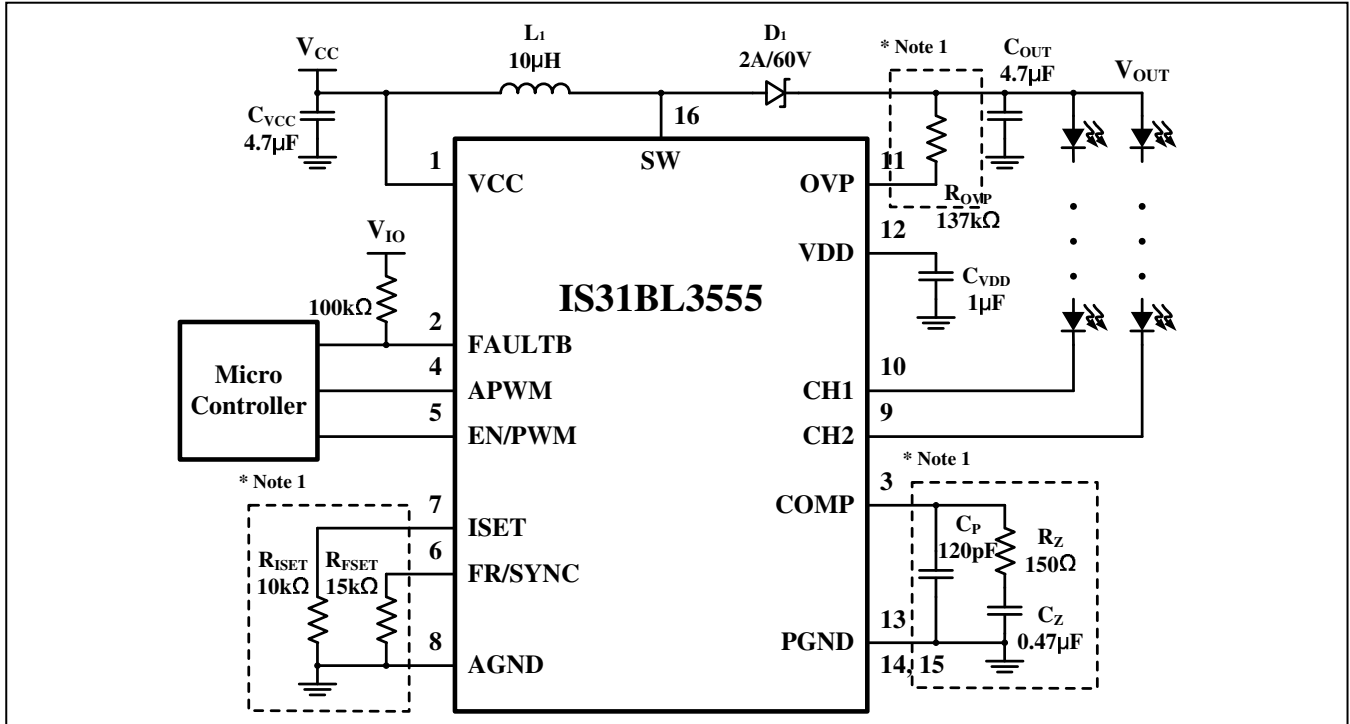 VCC
CVCC
4.7µF
L1
10µH
D1
2A/60V
* Note 1
COUT
4.7µF
VOUT
16
SW
1
VCC
11
OVP
ROVP
137kΩ
VIO
100kΩ
12
VDD
CVDD
1µF
IS31BL3555
Micro
Controller
2
FAULTB
4
APWM
5
EN/PWM
10
CH1
9
CH2
* Note 1
7
ISET
6
FR/SYNC
RISET
10kΩ
RFSET
15kΩ
8
AGND
* Note 1
3
COMP
CP
120pF
RZ
150Ω
CZ
0.47µF
13
PGND
14, 15